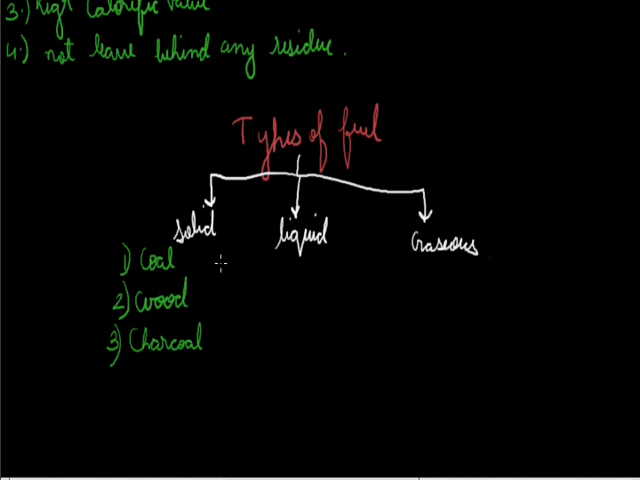 3.) high Calorific value
4.) not leave behind any residue.
Types of fuel
solid liquid Gaseous
1) Coal
2) Wood
3) Charcoal